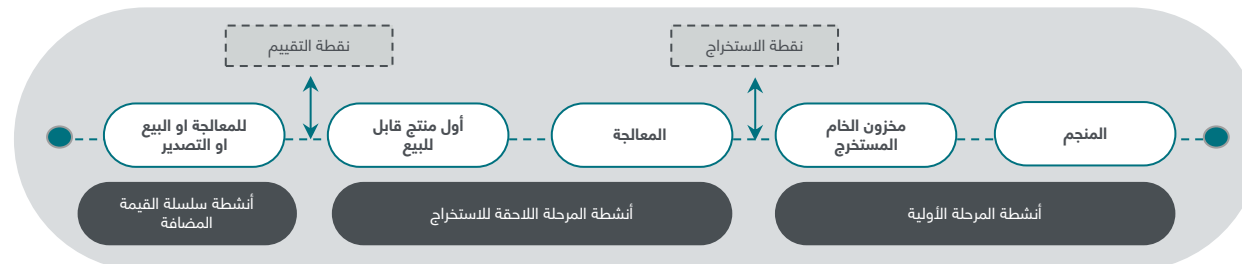 نقطة الاستخراج
نقطة التقييم
المنجم
مخزون الخام
المستخرج
المعالجة
أول منتج قابل
للبيع
للمعالجة او البيع
او التصدير
أنشطة المرحلة الأولية
أنشطة المرحلة اللاحقة للاستخراج
أنشطة سلسلة القيمة
المضافة